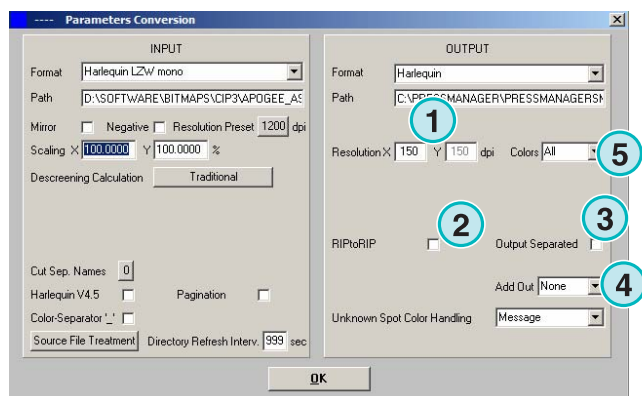 ---- Parameters Conversion
INPUT
Format Harlequin LZW mono
Path D:\SOFTWARE\BITMAPS\CIP3\APOGEE_AS
Mirror Negative Resolution Preset 1200 dpi
Scaling X 100.0000 Y 100.0000 %
Descreening Calculation Traditional
Cut Sep. Names 0
Harlequin V4.5 Pagination
Color-Separator '_'
Source File Treatment Directory Refresh Interv. 999 sec
OUTPUT
Format Harlequin
Path C:\PRESSMANAGER\PRESSMANAGERSM
1
Resolution X 150 Y 150 dpi Colors All 5
2 3
RIPtoRIP Output Separated
Add Out None 4
Unknown Spot Color Handling Message
OK